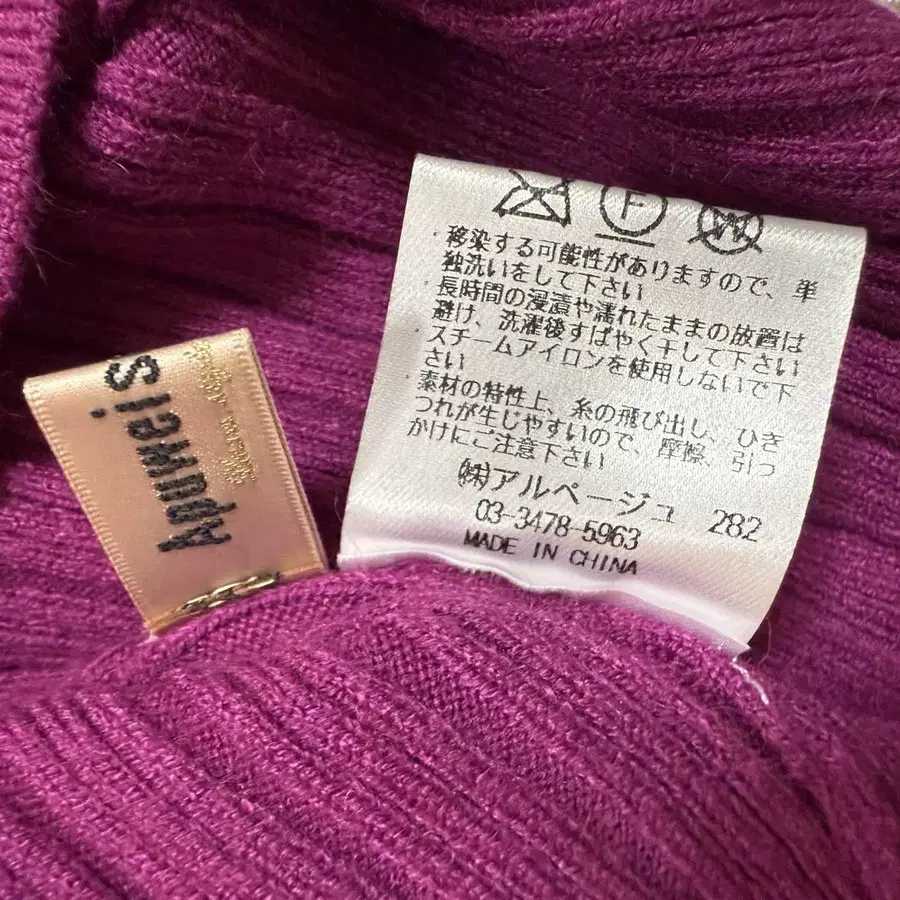 Apuweis
F
W
・移染する可能性がありますので、単
独洗いをして下さい
・長時間の浸漬や濡れたままの放置は
避け、洗濯後すばやく干して下さい
スチームアイロンを使用しないで下
さい
・素材の特性上、糸の飛び出し、ひき
つれが生じやすいので、摩擦、引っ
かけにご注意下さい
㈱アルページュ 282
03-3478-5963
MADE IN CHINA